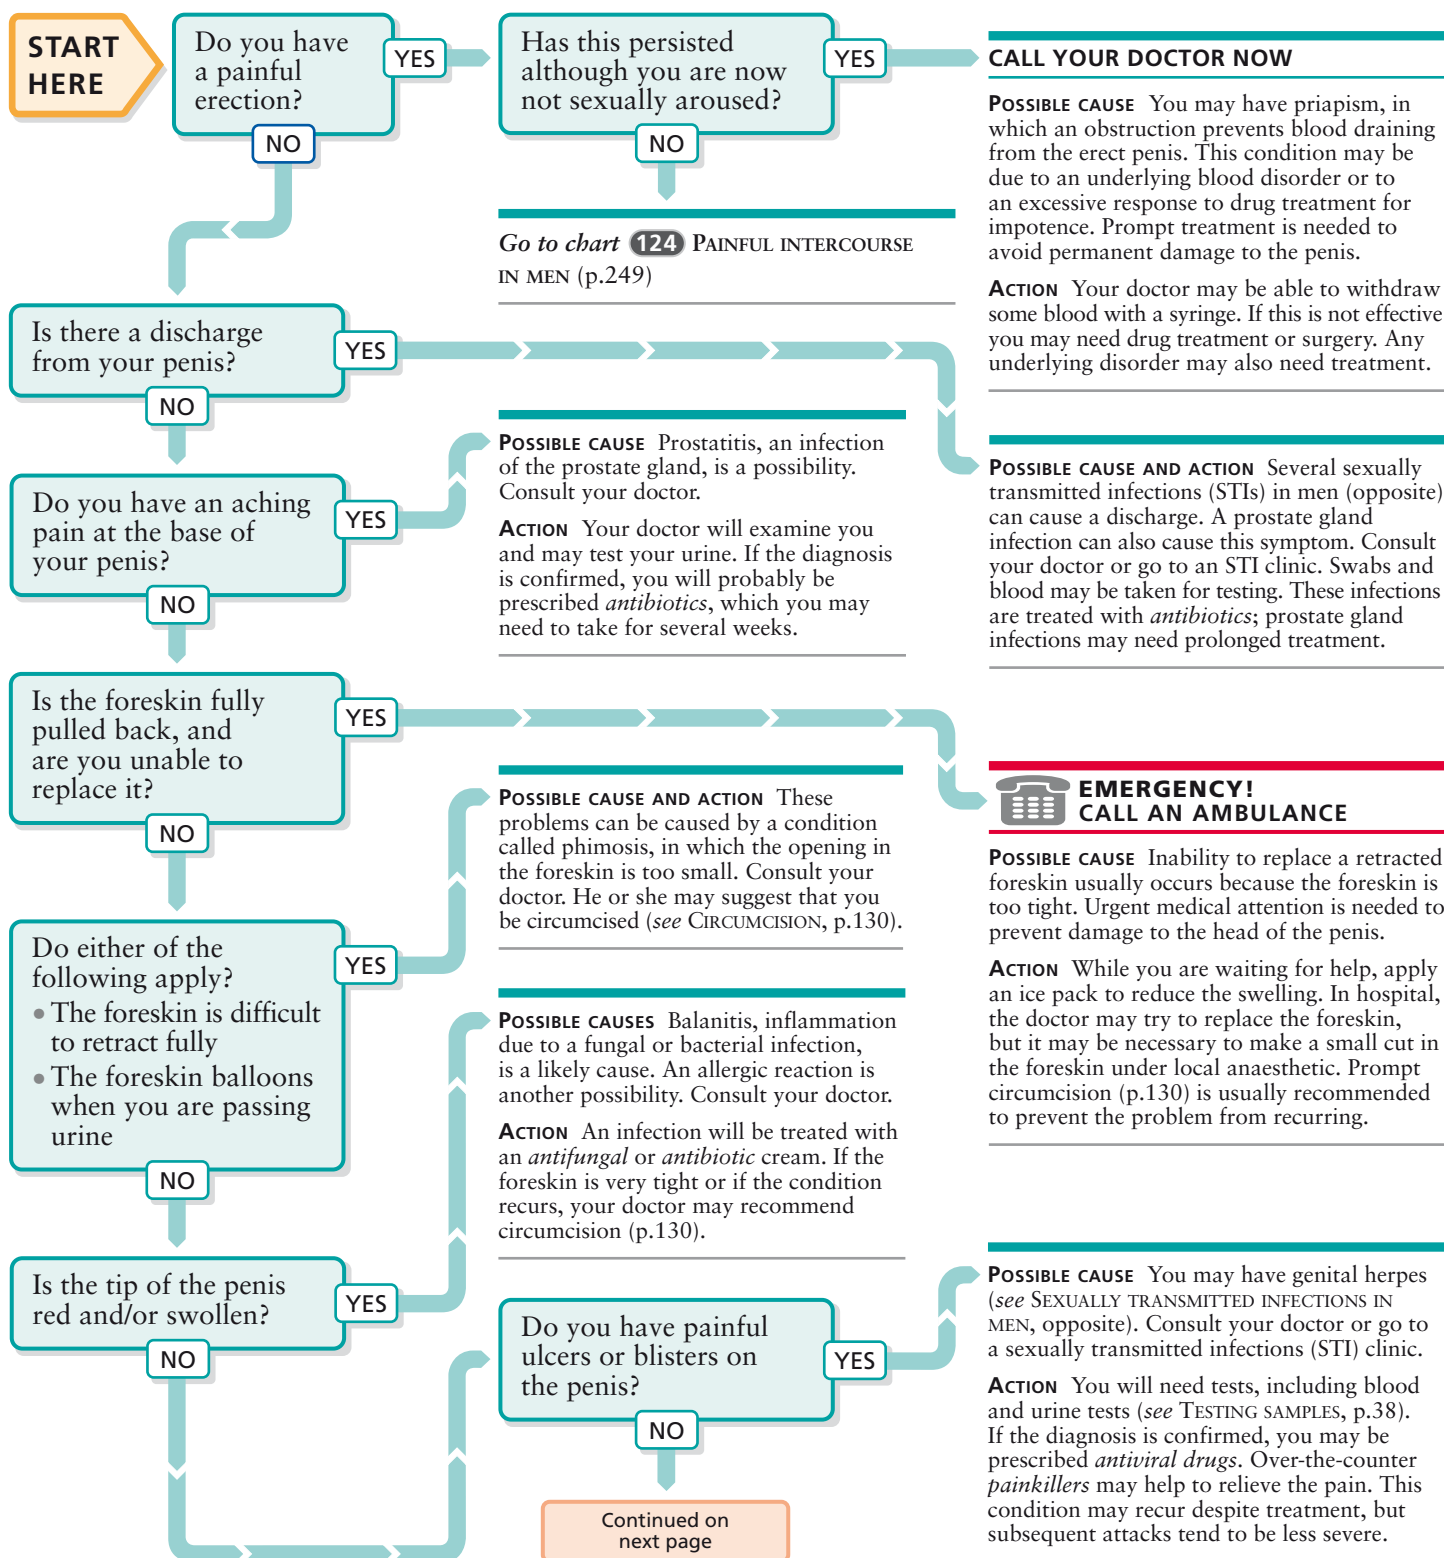 START
HERE
Do you have
a painful
erection?
YES
NO
Has this persisted
although you are now
not sexually aroused?
YES
NO
CALL YOUR DOCTOR NOW
POSSIBLE CAUSE You may have priapism, in
which an obstruction prevents blood draining
from the erect penis. This condition may be
due to an underlying blood disorder or to
an excessive response to drug treatment for
impotence. Prompt treatment is needed to
avoid permanent damage to the penis.
ACTION Your doctor may be able to withdraw
some blood with a syringe. If this is not effective
you may need drug treatment or surgery. Any
underlying disorder may also need treatment.
Go to chart 124 PAINFUL INTERCOURSE
IN MEN (p.249)
Is there a discharge
from your penis?
YES
NO
POSSIBLE CAUSE AND ACTION Several sexually
transmitted infections (STIs) in men (opposite)
can cause a discharge. A prostate gland
infection can also cause this symptom. Consult
your doctor or go to an STI clinic. Swabs and
blood may be taken for testing. These infections
are treated with antibiotics; prostate gland
infections may need prolonged treatment.
Do you have an aching
pain at the base of
your penis?
YES
NO
POSSIBLE CAUSE Prostatitis, an infection
of the prostate gland, is a possibility.
Consult your doctor.
ACTION Your doctor will examine you
and may test your urine. If the diagnosis
is confirmed, you will probably be
prescribed antibiotics, which you may
need to take for several weeks.
Is the foreskin fully
pulled back, and
are you unable to
replace it?
YES
NO
EMERGENCY!
CALL AN AMBULANCE
POSSIBLE CAUSE Inability to replace a retracted
foreskin usually occurs because the foreskin is
too tight. Urgent medical attention is needed to
prevent damage to the head of the penis.
ACTION While you are waiting for help, apply
an ice pack to reduce the swelling. In hospital,
the doctor may try to replace the foreskin,
but it may be necessary to make a small cut in
the foreskin under local anaesthetic. Prompt
circumcision (p.130) is usually recommended
to prevent the problem from recurring.
Do either of the
following apply?
• The foreskin is difficult
to retract fully
• The foreskin balloons
when you are passing
urine
YES
NO
POSSIBLE CAUSE AND ACTION These
problems can be caused by a condition
called phimosis, in which the opening in
the foreskin is too small. Consult your
doctor. He or she may suggest that you
be circumcised (see CIRCUMCISION, p.130).
Is the tip of the penis
red and/or swollen?
YES
NO
POSSIBLE CAUSES Balanitis, inflammation
due to a fungal or bacterial infection,
is a likely cause. An allergic reaction is
another possibility. Consult your doctor.
ACTION An infection will be treated with
an antifungal or antibiotic cream. If the
foreskin is very tight or if the condition
recurs, your doctor may recommend
circumcision (p.130).
Do you have painful
ulcers or blisters on
the penis?
YES
NO
POSSIBLE CAUSE You may have genital herpes
(see SEXUALLY TRANSMITTED INFECTIONS IN
MEN, opposite). Consult your doctor or go to
a sexually transmitted infections (STI) clinic.
ACTION You will need tests, including blood
and urine tests (see TESTING SAMPLES, p.38).
If the diagnosis is confirmed, you may be
prescribed antiviral drugs. Over-the-counter
painkillers may help to relieve the pain. This
condition may recur despite treatment, but
subsequent attacks tend to be less severe.
Continued on
next page